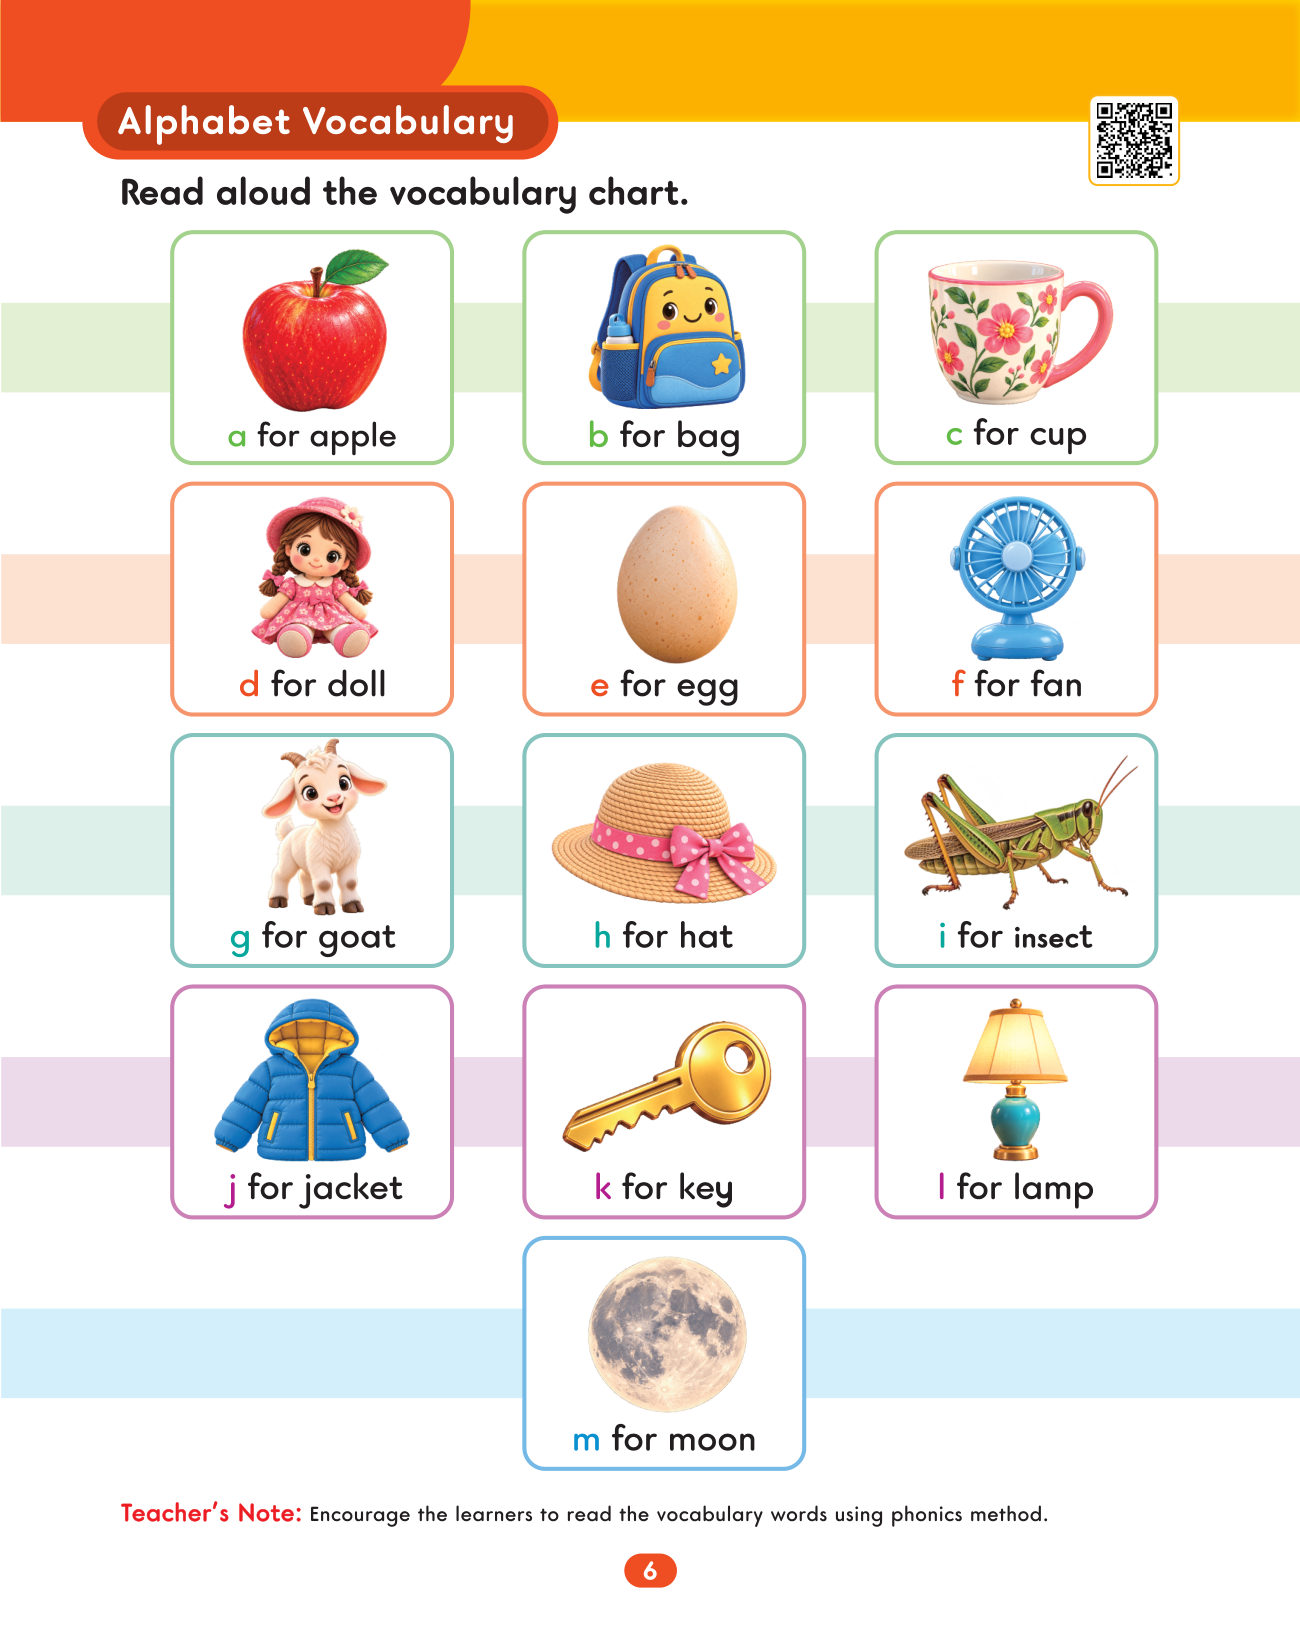 Alphabet Vocabulary
Read aloud the vocabulary chart.
a for apple
b for bag
c for cup
d for doll
e for egg
f for fan
g for goat
h for hat
i for insect
j for jacket
k for key
l for lamp
m for moon
Teacher's Note: Encourage the learners to read the vocabulary words using phonics method.
6